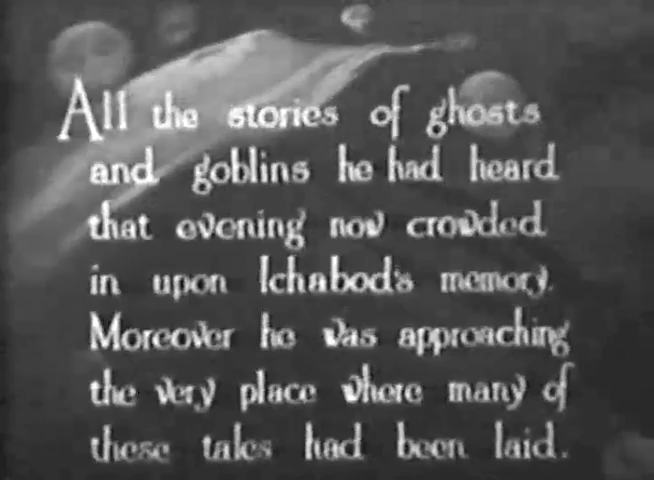 All the stories of ghosts
and goblins he had heard
that evening now crowded
in upon Ichabod's memory.
Moreover he was approaching
the very place where many of
these tales had been laid.